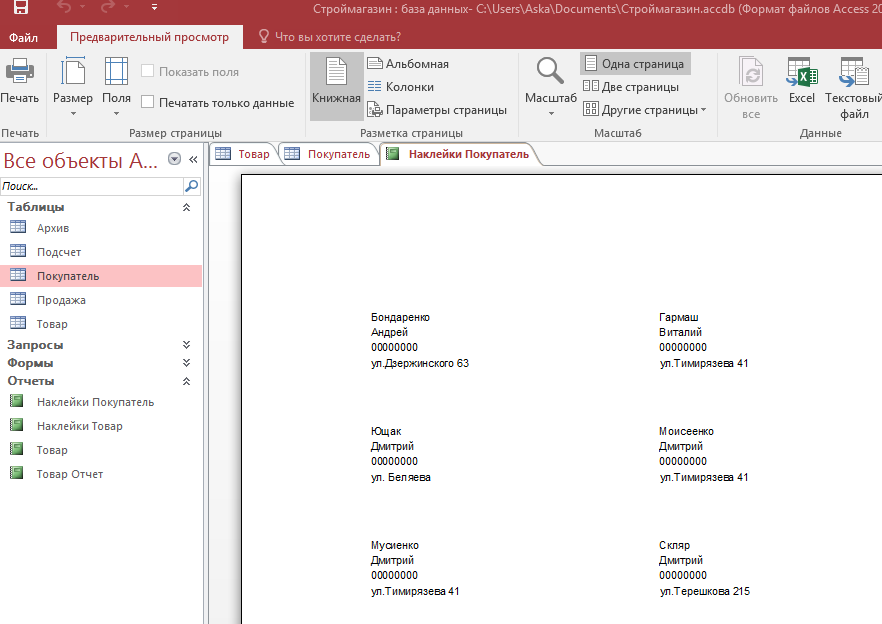 Строймагазин : база данных- C:\Users\Aska\Documents\Строймагазин.accdb (Формат файлов Access 20
Файл
Предварительный просмотр
Что вы хотите сделать?
Печать
Размер
Поля
Показать поля
Печатать только данные
Книжная
Альбомная
Колонки
Параметры страницы
Масштаб
Одна страница
Две страницы
Другие страницы
Обновить все
Excel
Текстовый файл
Печать
Размер страницы
Разметка страницы
Масштаб
Данные
Все объекты A...
Поиск...
Таблицы
Архив
Подсчет
Покупатель
Продажа
Товар
Запросы
Формы
Отчеты
Наклейки Покупатель
Наклейки Товар
Товар
Товар Отчет
Товар
Покупатель
Наклейки Покупатель
Бондаренко
Андрей
00000000
ул.Дзержинского 63
Гармаш
Виталий
00000000
ул.Тимирязева 41
Ющак
Дмитрий
00000000
ул. Беляева
Моисеенко
Дмитрий
00000000
ул.Тимирязева 41
Мусиенко
Дмитрий
00000000
ул.Тимирязева 41
Скляр
Дмитрий
00000000
ул.Терешкова 215